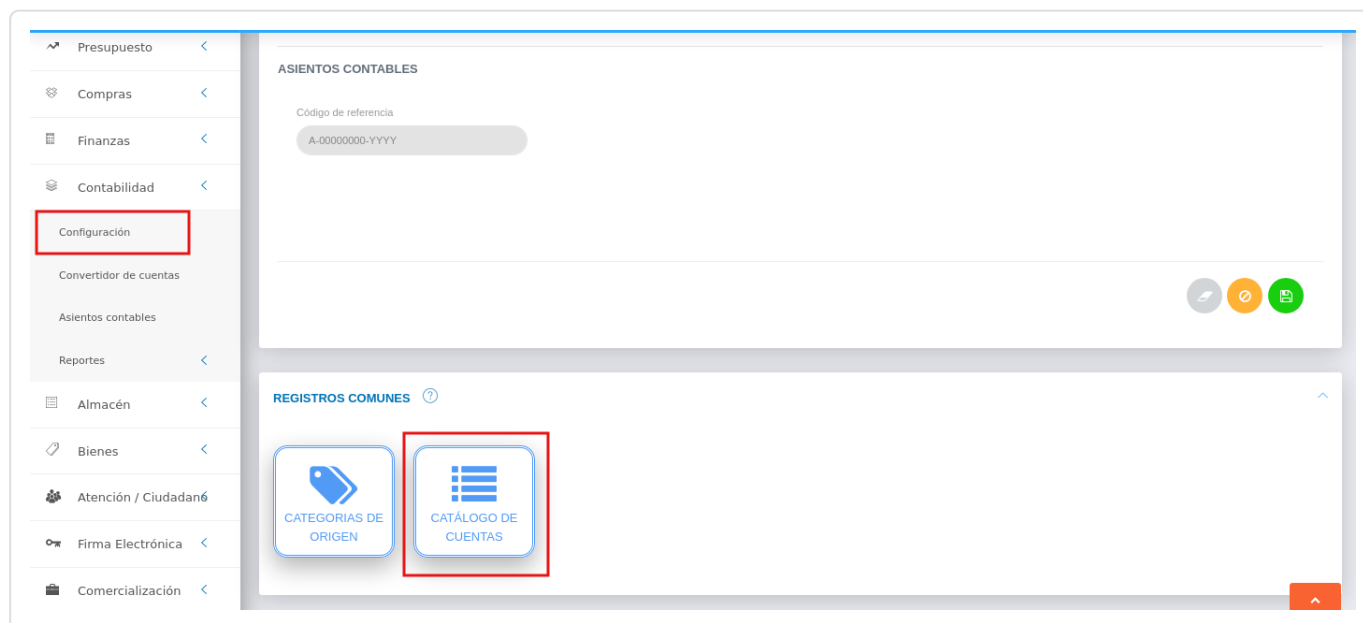 Presupuesto
Compras
Finanzas
Contabilidad
Configuración
Convertidor de cuentas
Asientos contables
Reportes
Almacén
Bienes
Atención / Ciudadano
Firma Electrónica
Comercialización
ASIENTOS CONTABLES
Código de referencia
A-00000000-YYYY
REGISTROS COMUNES ?
CATEGORIAS DE
ORIGEN
CATÁLOGO DE
CUENTAS